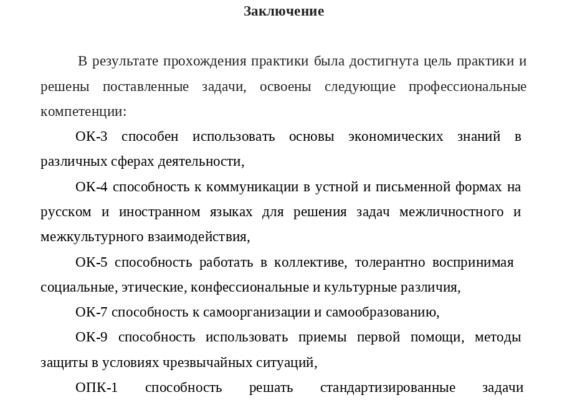 Заключение
В результате прохождения практики была достигнута цель практики и
решены поставленные задачи, освоены следующие профессиональные
компетенции:
ОК-3 способен использовать основы экономических знаний в
различных сферах деятельности,
ОК-4 способность к коммуникации в устной и письменной формах на
русском и иностранном языках для решения задач межличностного и
межкультурного взаимодействия,
ОК-5 способность работать в коллективе, толерантно воспринимая
социальные, этические, конфессиональные и культурные различия,
ОК-7 способность к самоорганизации и самообразованию,
ОК-9 способность использовать приемы первой помощи, методы
защиты в условиях чрезвычайных ситуаций,
ОПК-1 способность решать стандартизированные задачи